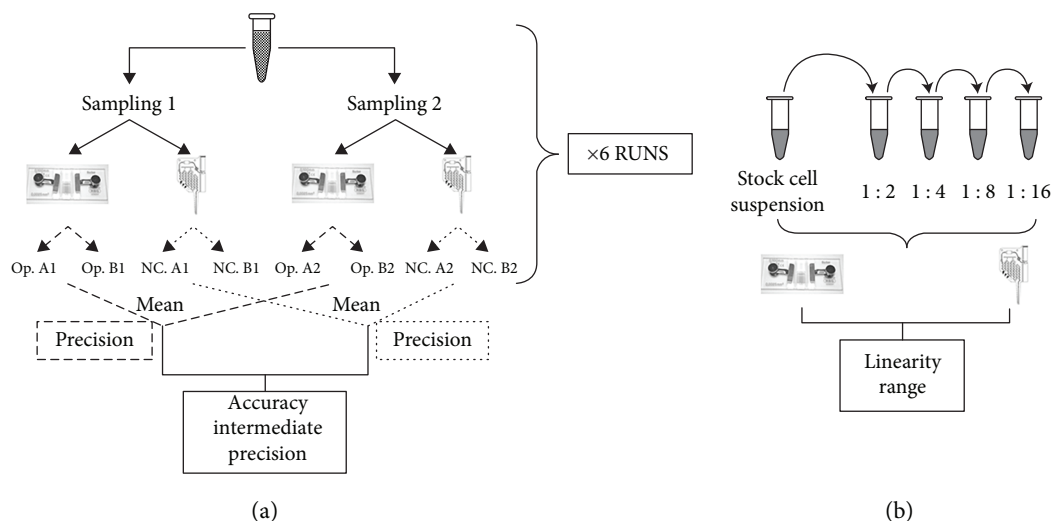 Sampling 1
Sampling 2
×6 RUNS
Op. A1
Op. B1
NC. A1
NC. B1
Op. A2
Op. B2
NC. A2
NC. B2
Mean
Mean
Precision
Precision
Accuracy
intermediate
precision
(a)
Stock cell
suspension
1 : 2
1 : 4
1 : 8
1 : 16
Linearity
range
(b)